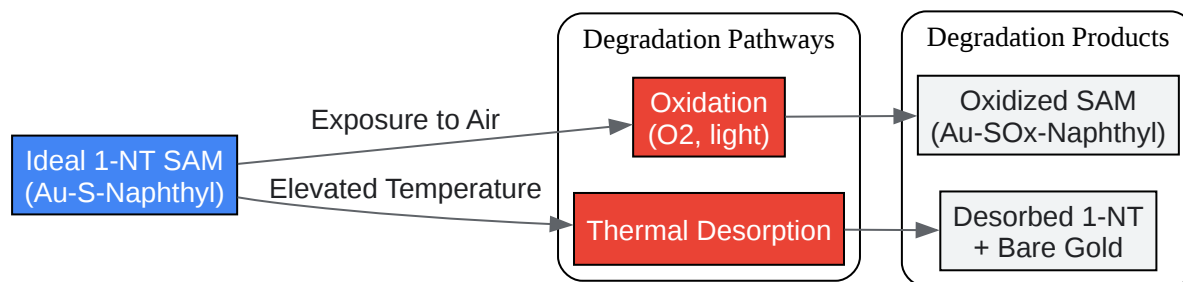 Degradation Pathways
Degradation Products
Ideal 1-NT SAM
(Au-S-Naphthyl)
Exposure to Air
Elevated Temperature
Oxidation
(O2, light)
Thermal Desorption
Oxidized SAM
(Au-SOx-Naphthyl)
Desorbed 1-NT
+ Bare Gold